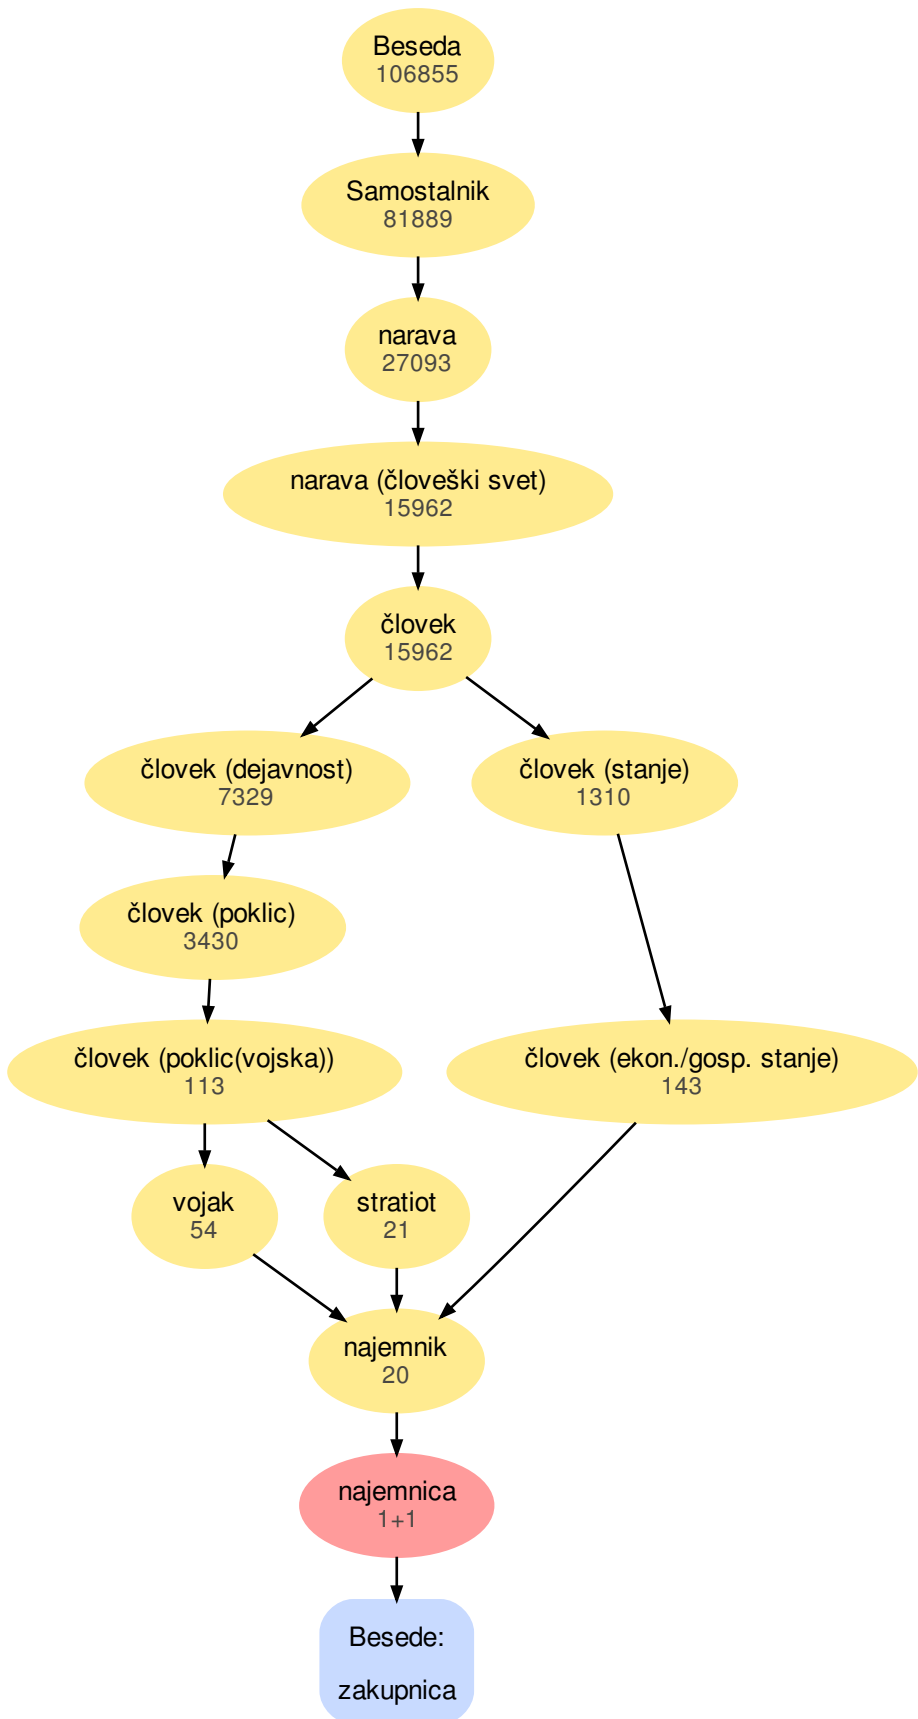 Beseda
106855
Samostalnik
81889
narava
27093
narava (človeški svet)
15962
človek
15962
človek (dejavnost)
7329
človek (stanje)
1310
človek (poklic)
3430
človek (poklic(vojska))
113
človek (ekon./gosp. stanje)
143
vojak
54
stratiot
21
najemnik
20
najemnica
1+1
Besede:
zakupnica